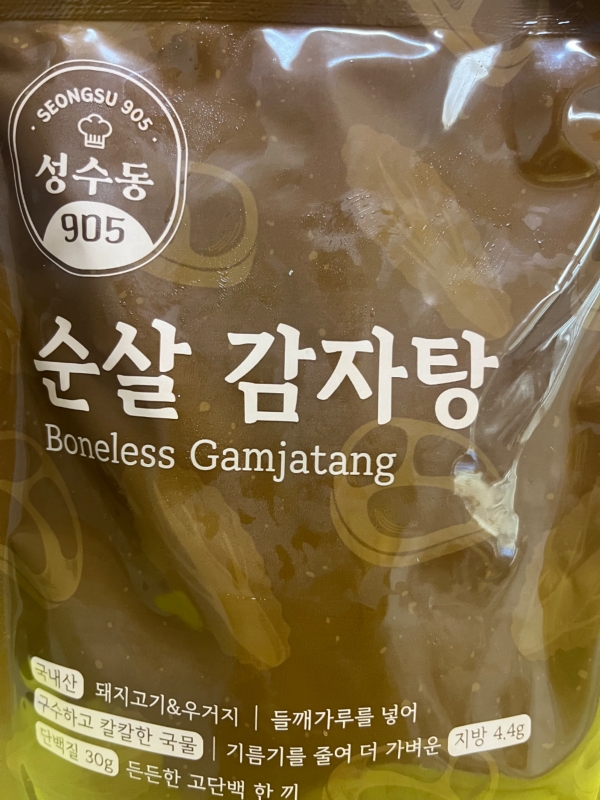 SEONGSU 905
성수동
905
순살 감자탕
Boneless Gamjatang
국내산 돼지고기&우거지 | 들깨가루를 넣어
구수하고 칼칼한 국물 | 기름기를 줄여 더 가벼운 지방 4.4g
단백질 30g 든든한 고단백 한 끼